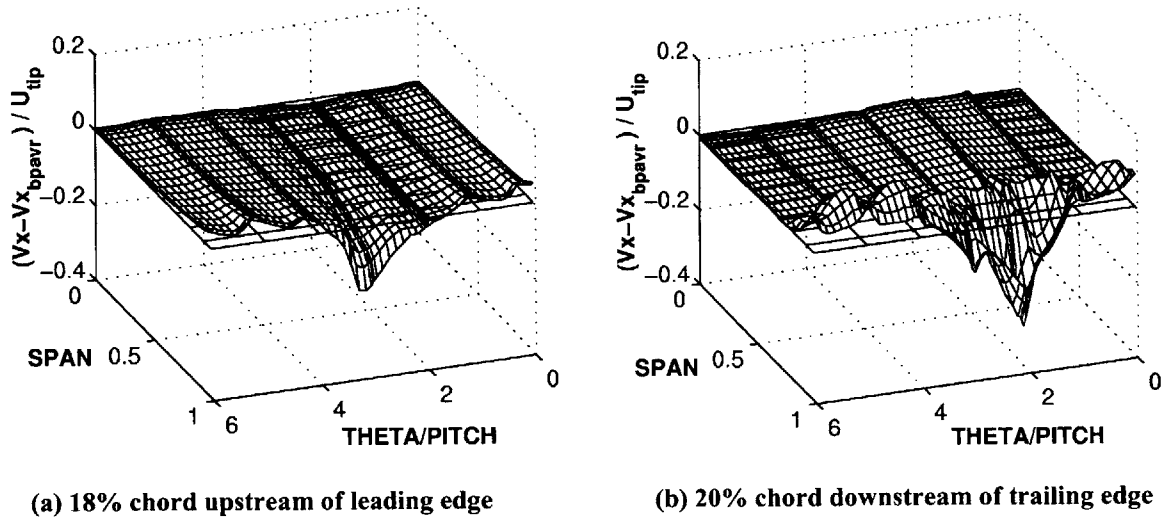 0.2
0
−0.2
−0.4
(Vx−Vx_bpavr) / U_tip
0
0.5
1
SPAN
6
4
2
0
THETA/PITCH
(a) 18% chord upstream of leading edge
0.2
0
−0.2
−0.4
(Vx−Vx_bpavr) / U_tip
0
0.5
1
SPAN
6
4
2
0
THETA/PITCH
(b) 20% chord downstream of trailing edge